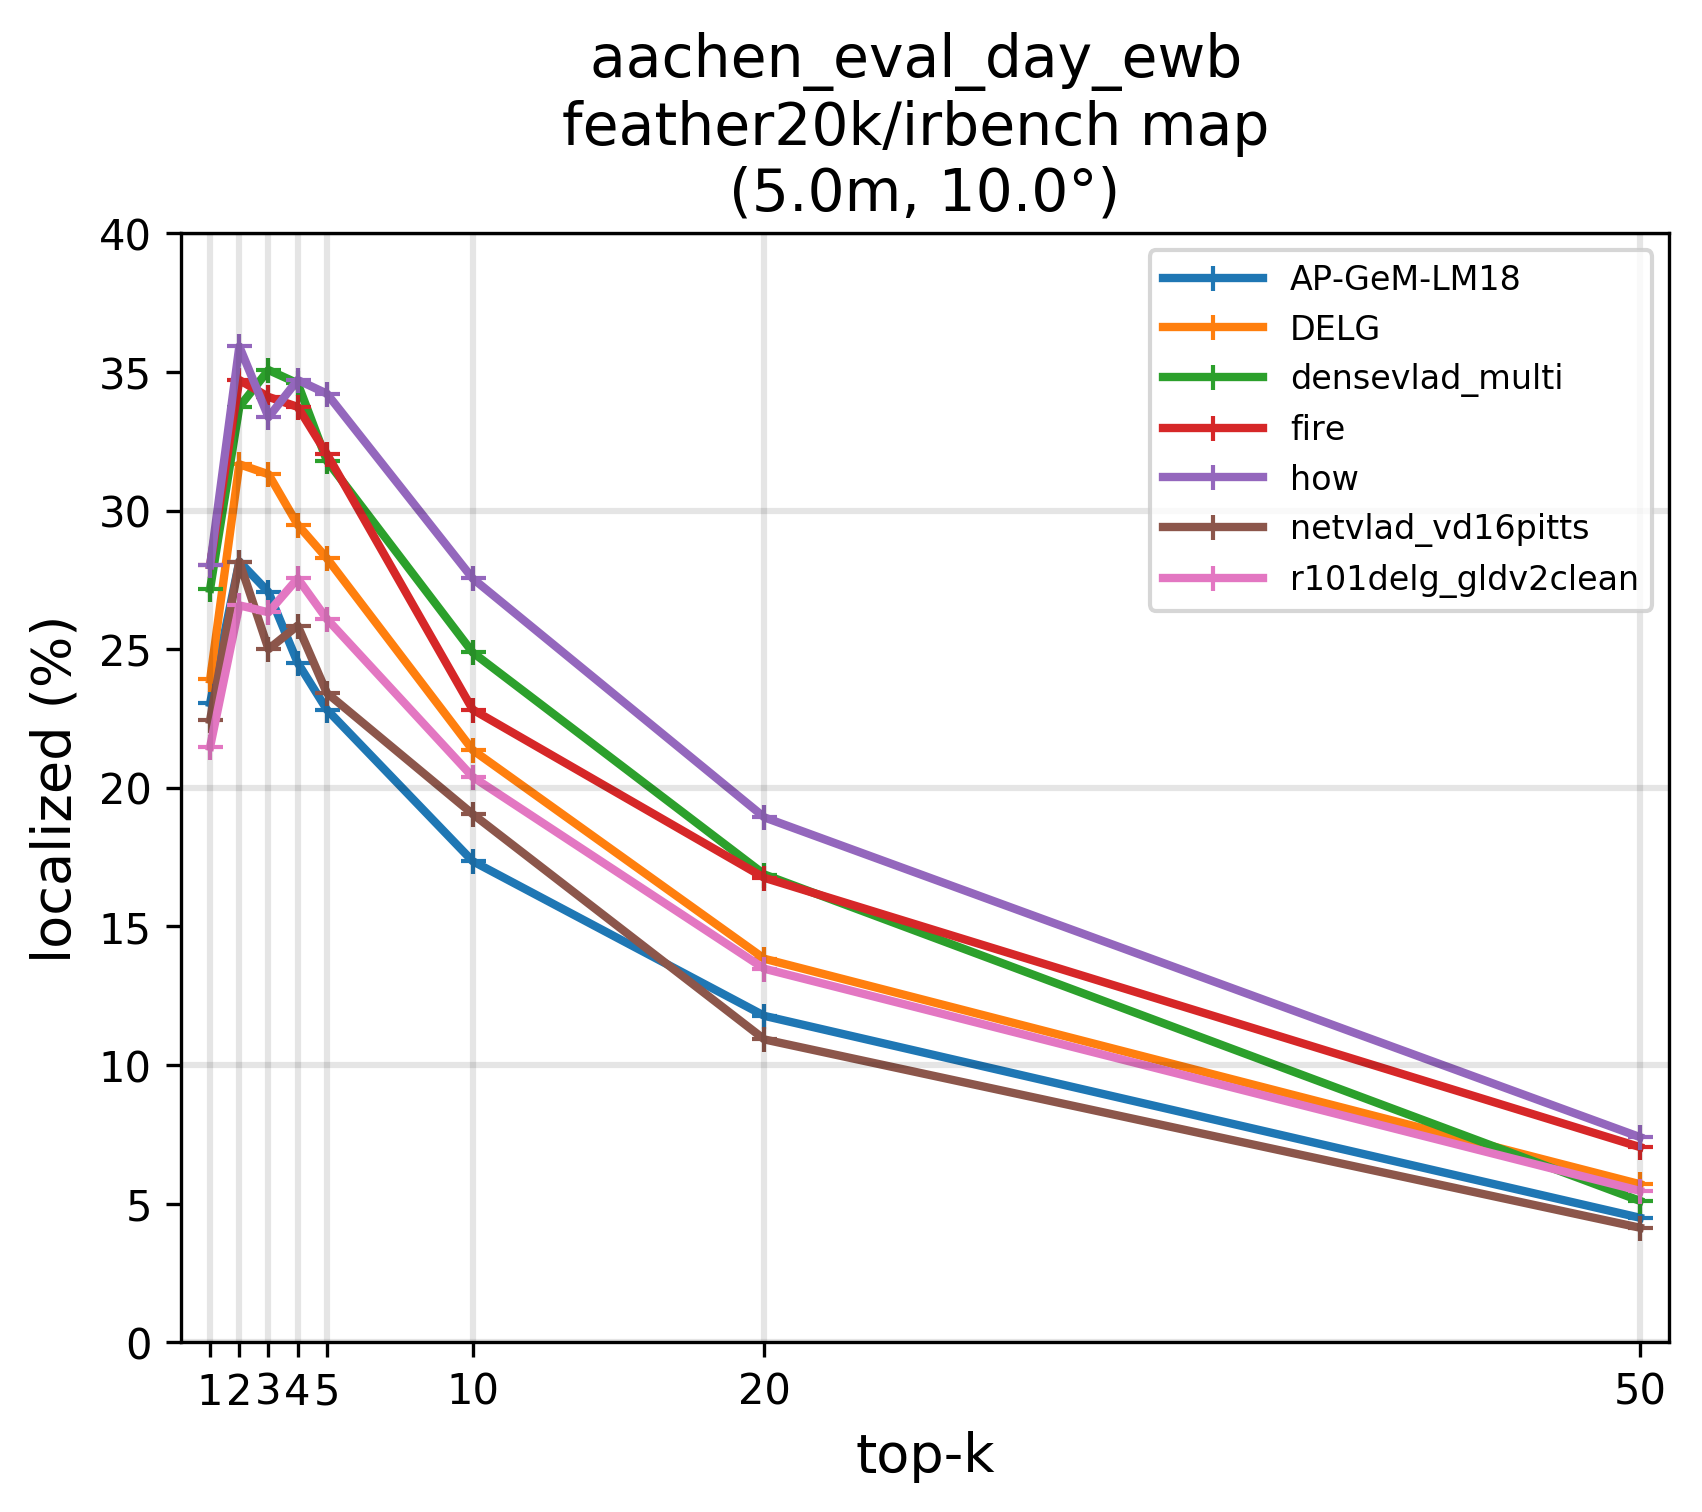 aachen_eval_day_ewb
feather20k/irbench map
(5.0m, 10.0°)
40
35
30
25
20
15
10
5
0
localized (%)
AP-GeM-LM18
DELG
densevlad_multi
fire
how
netvlad_vd16pitts
r101delg_gldv2clean
1 2 3 4 5 10 20 50
top-k